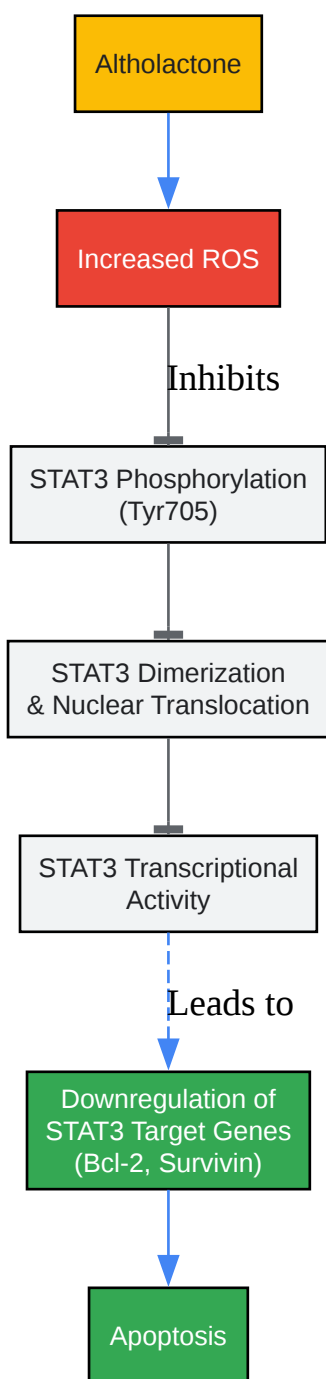 Altholactone
Increased ROS
Inhibits
STAT3 Phosphorylation
(Tyr705)
STAT3 Dimerization
& Nuclear Translocation
STAT3 Transcriptional
Activity
Leads to
Downregulation of
STAT3 Target Genes
(Bcl-2, Survivin)
Apoptosis